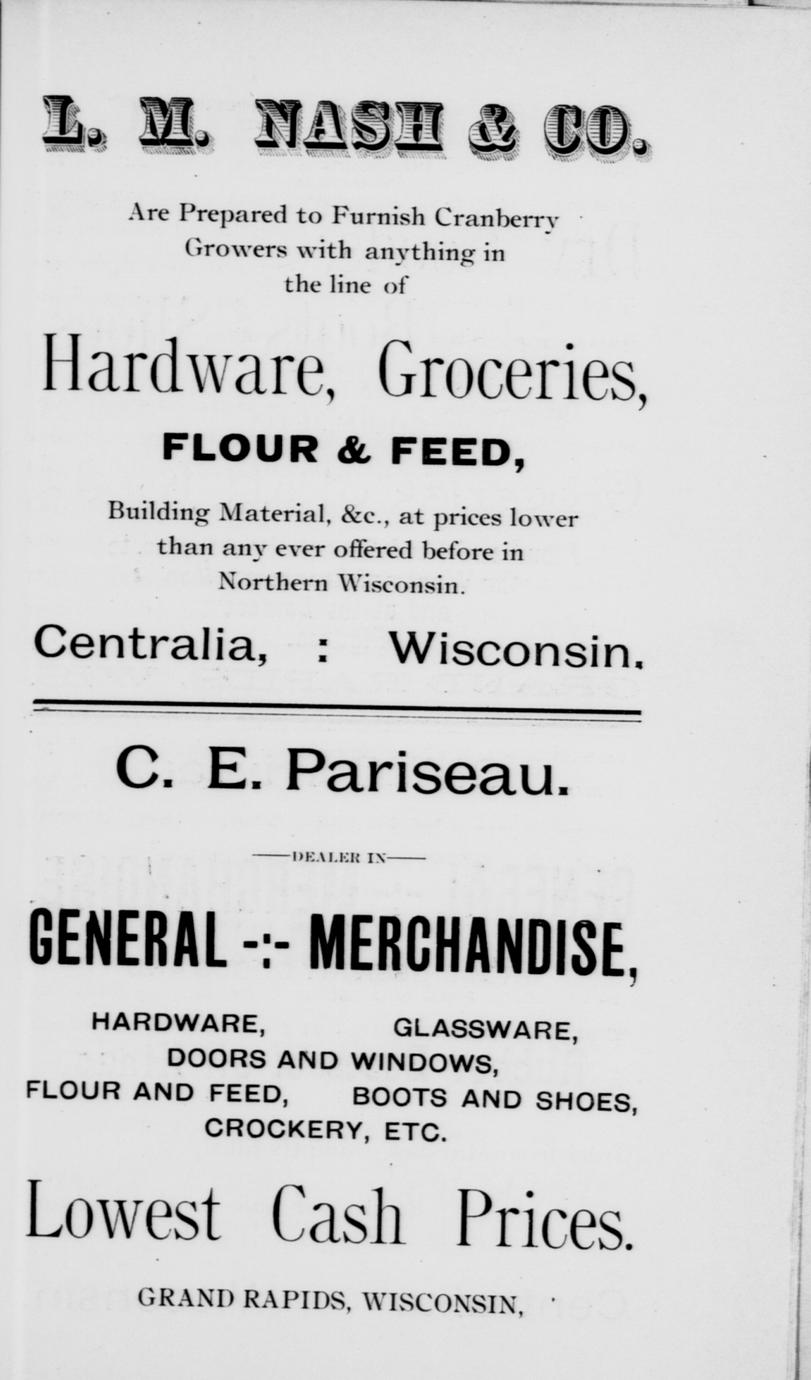 L. M. NASH & CO.
Are Prepared to Furnish Cranberry
Growers with anything in
the line of
Hardware, Groceries,
FLOUR & FEED,
Building Material, &c., at prices lower
than any ever offered before in
Northern Wisconsin.
Centralia, : Wisconsin.
C. E. Pariseau.
——DEALER IN——
GENERAL -:- MERCHANDISE,
HARDWARE, GLASSWARE,
DOORS AND WINDOWS,
FLOUR AND FEED, BOOTS AND SHOES,
CROCKERY, ETC.
Lowest Cash Prices.
GRAND RAPIDS, WISCONSIN,